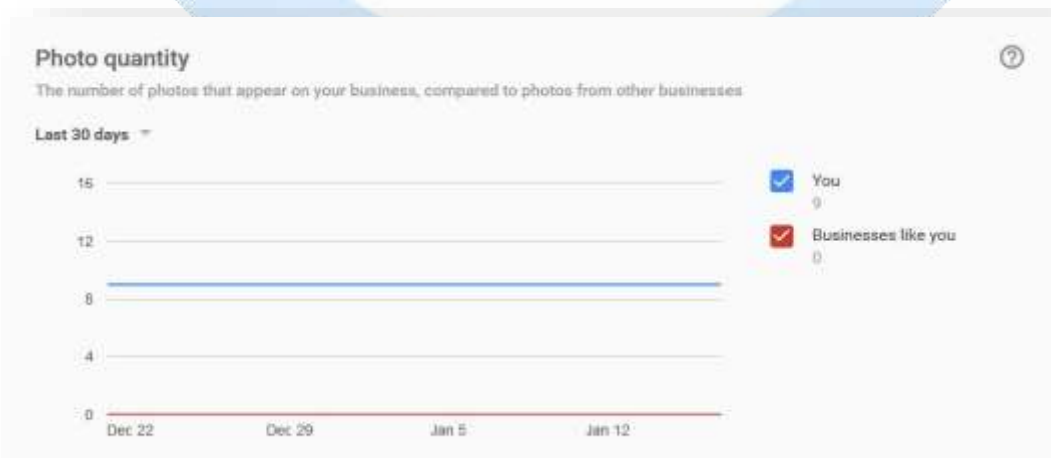 Photo quantity
The number of photos that appear on your business, compared to photos from other businesses
Last 30 days
16
12
8
4
0
Dec 22 Dec 29 Jan 5 Jan 12
You
9
Businesses like you
0